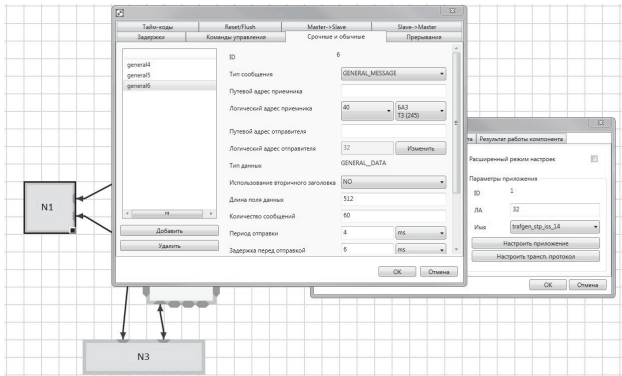 Тайм-коды Reset/Flush Master->Slave Slave->Master
Задержки Команды управления Срочные и обычные Прерывания
general4
general5
general6
Добавить
Удалить
ID 6
Тип сообщения GENERAL_MESSAGE
Путевой адрес приемника
Логический адрес приемника 40 БАЗ
ТЗ (245)
Путевой адрес отправителя
Логический адрес отправителя 32 Изменить
Тип данных GENERAL_DATA
Использование вторичного заголовка NO
Длина поля данных 512
Количество сообщений 60
Период отправки 4 ms
Задержка перед отправкой 6 ms
OK Отмена
та Результат работы компонента
Расширенный режим настроек
Параметры приложения
ID 1
ЛА 32
Имя trafgen_stp_iss_14
Настроить приложение
Настроить трансп. протокол
OK Отмена
N1
N3